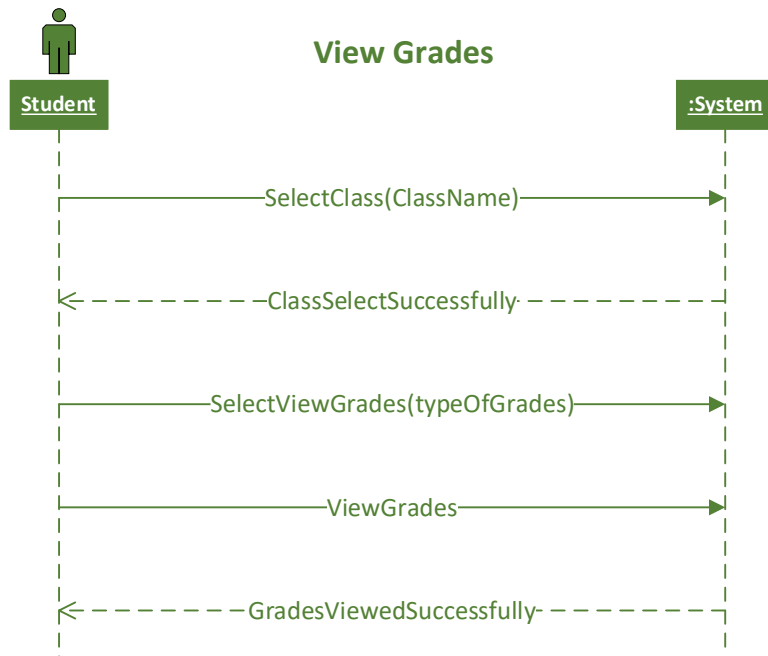 View Grades
Student
:System
SelectClass(ClassName)
ClassSelectSuccessfully
SelectViewGrades(typeOfGrades)
ViewGrades
GradesViewedSuccessfully